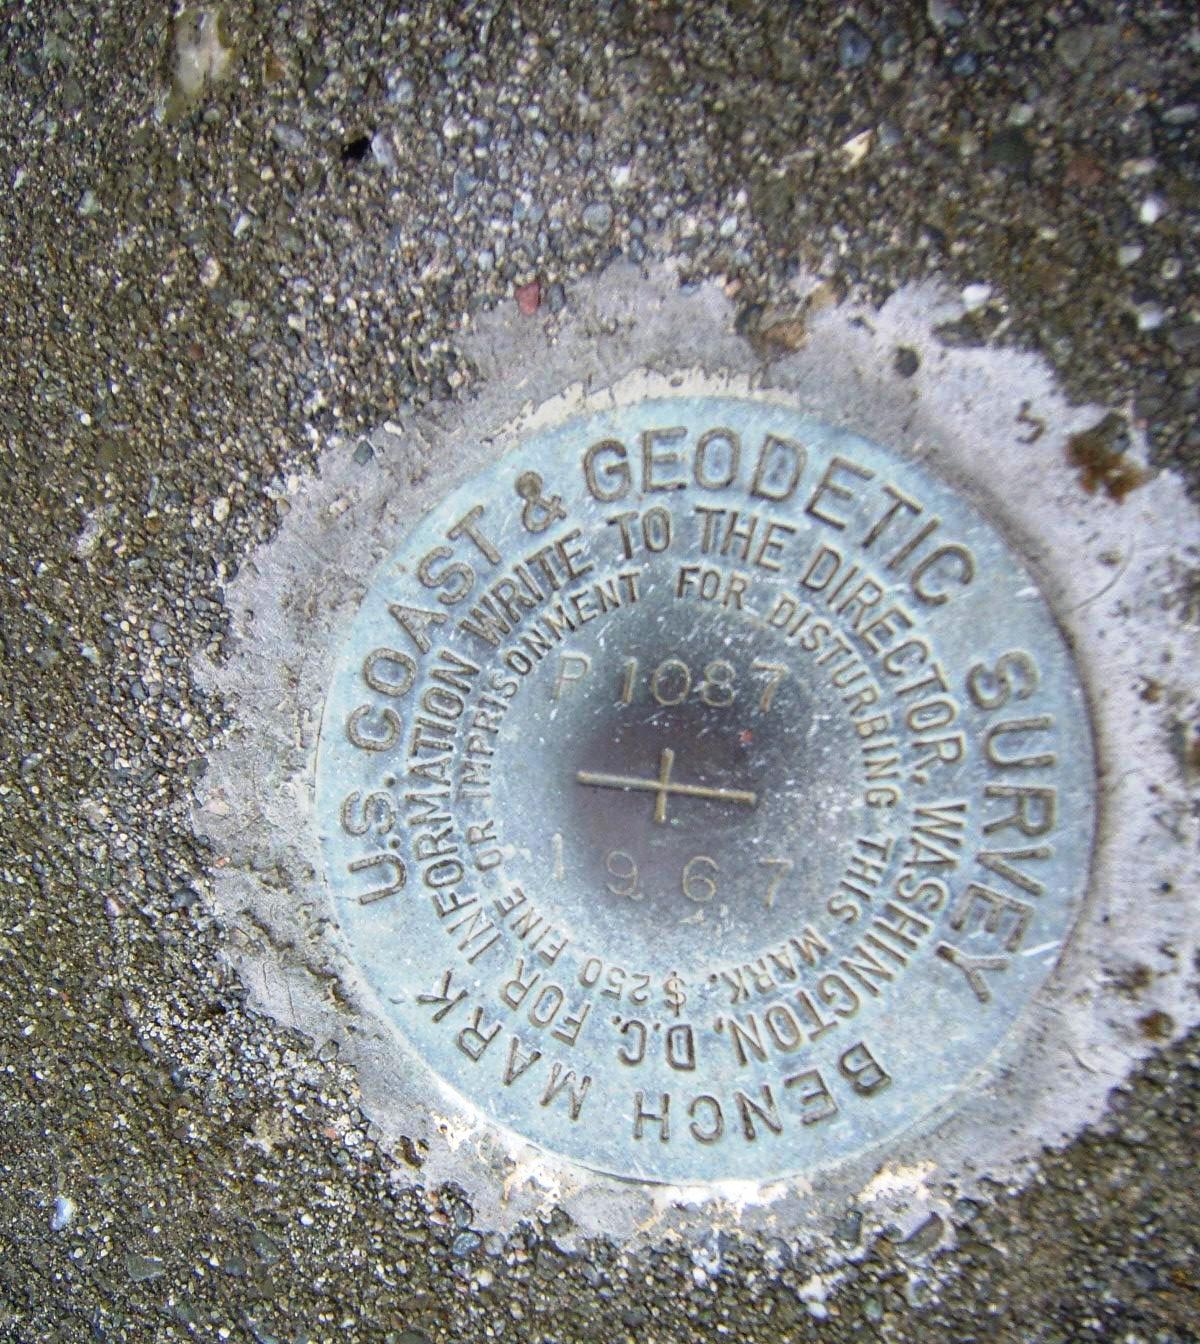 U.S. COAST & GEODETIC SURVEY
BENCH MARK
FOR INFORMATION WRITE TO THE DIRECTOR, WASHINGTON, D.C.
$250 FINE OR IMPRISONMENT FOR DISTURBING THIS MARK.
P 1087
1967